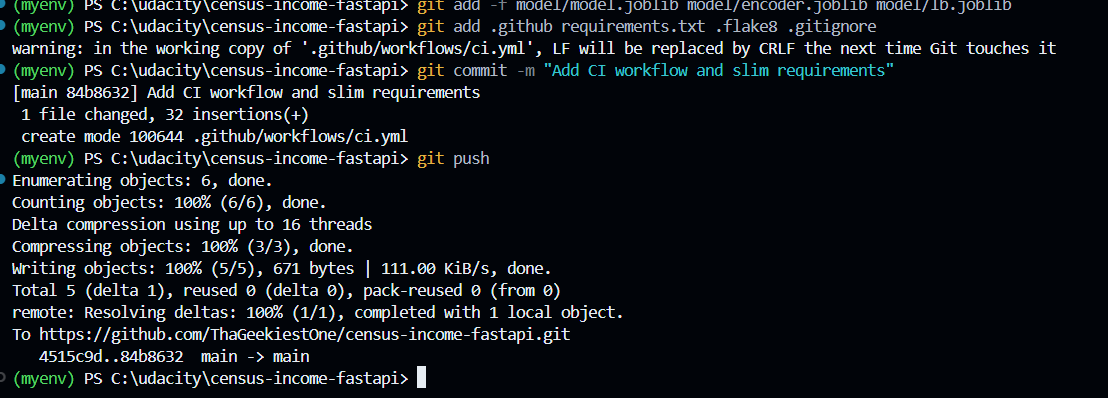 (myenv) PS C:\udacity\census-income-fastapi> git add -f model/model.joblib model/encoder.joblib model/lb.joblib
(myenv) PS C:\udacity\census-income-fastapi> git add .github requirements.txt .flake8 .gitignore
warning: in the working copy of '.github/workflows/ci.yml', LF will be replaced by CRLF the next time Git touches it
(myenv) PS C:\udacity\census-income-fastapi> git commit -m "Add CI workflow and slim requirements"
[main 84b8632] Add CI workflow and slim requirements
 1 file changed, 32 insertions(+)
 create mode 100644 .github/workflows/ci.yml
(myenv) PS C:\udacity\census-income-fastapi> git push
Enumerating objects: 6, done.
Counting objects: 100% (6/6), done.
Delta compression using up to 16 threads
Compressing objects: 100% (3/3), done.
Writing objects: 100% (5/5), 671 bytes | 111.00 KiB/s, done.
Total 5 (delta 1), reused 0 (delta 0), pack-reused 0 (from 0)
remote: Resolving deltas: 100% (1/1), completed with 1 local object.
To https://github.com/ThaGeekiestOne/census-income-fastapi.git
   4515c9d..84b8632  main -> main
(myenv) PS C:\udacity\census-income-fastapi>